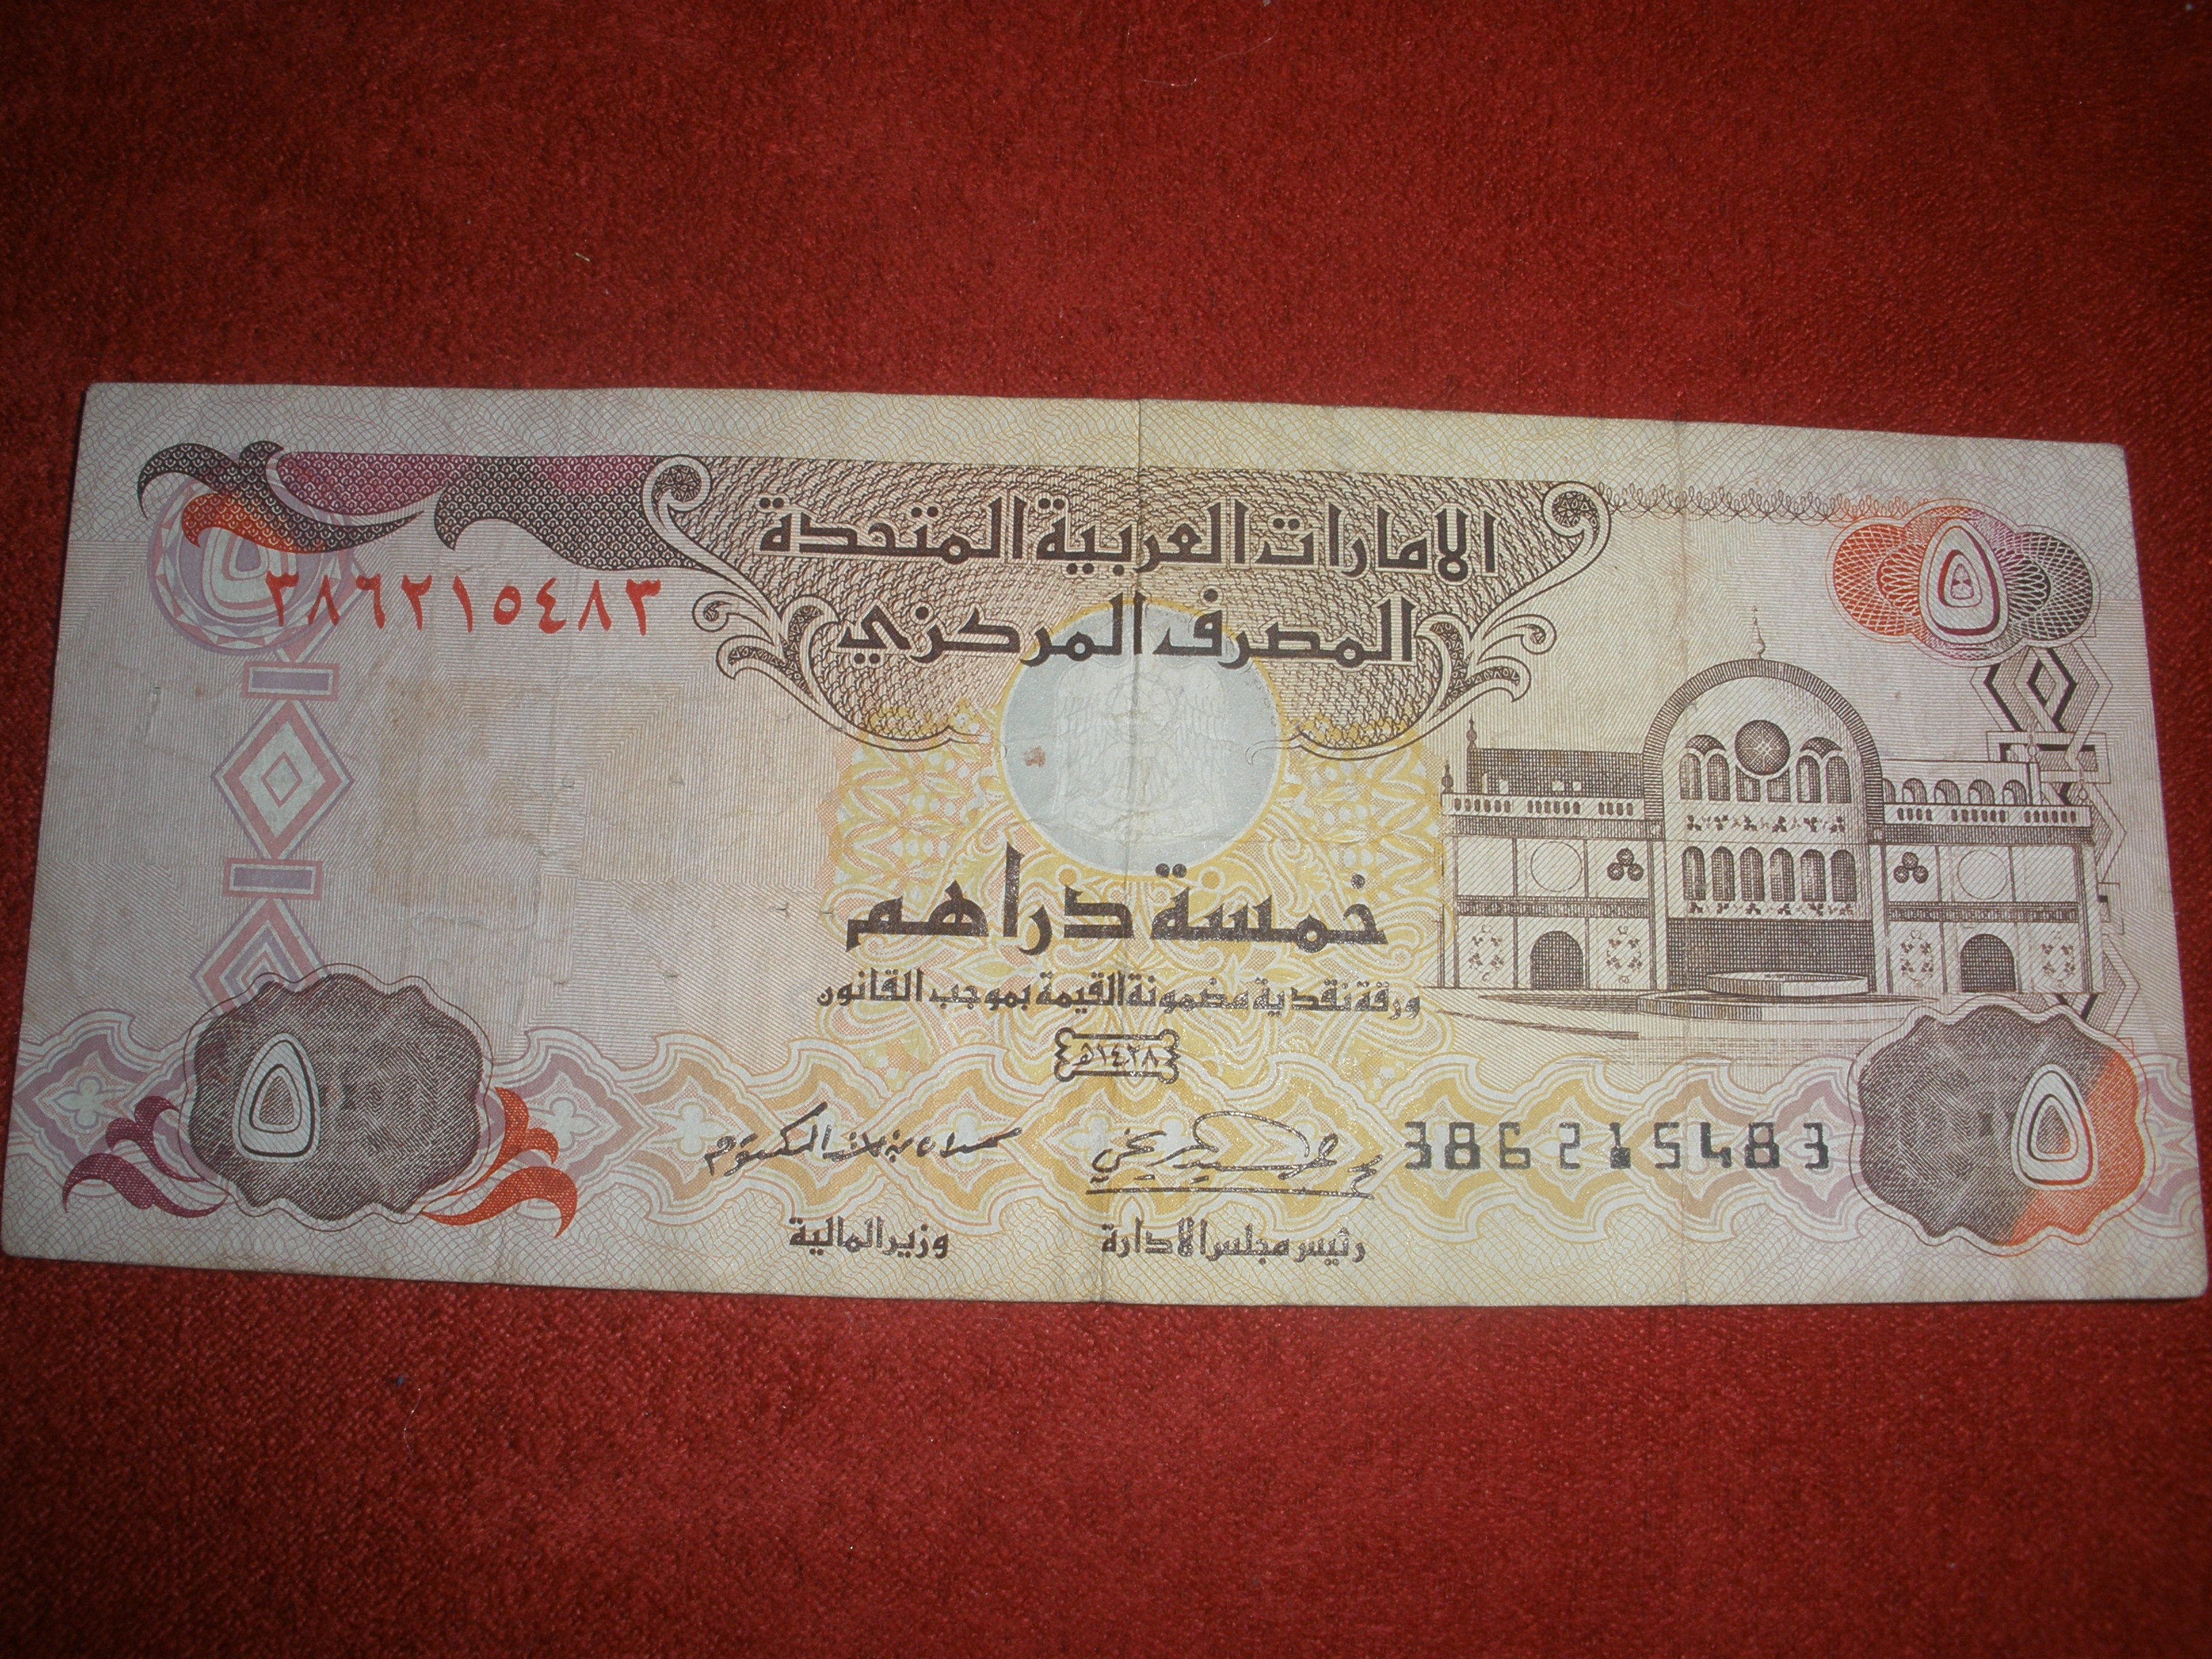 الامارات العربية المتحدة
المصرف المركزي
٥
٣٨٦٢١٥٤٨٣
خمسة دراهم
ورقة نقدية مضمونة القيمة بموجب القانون
١٤٢٨هـ
386215483
٥
٥
رئيس مجلس الادارة
وزير المالية